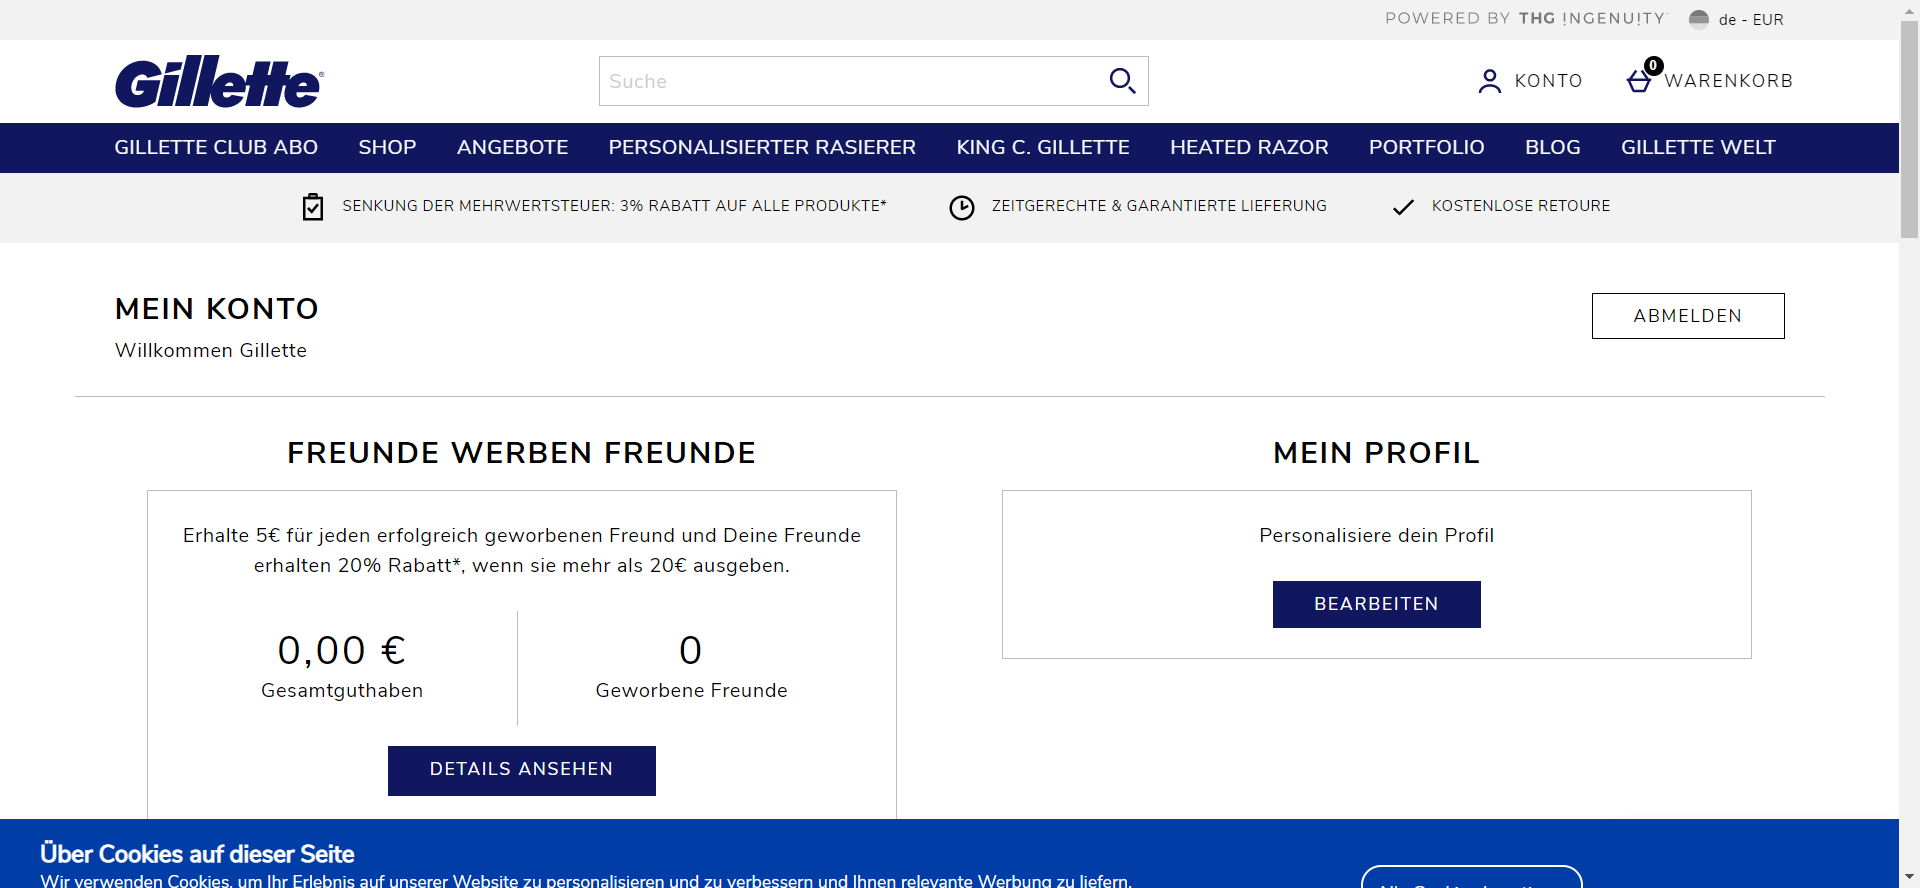 POWERED BY THG INGENUITY
de - EUR
Gillette
Suche
KONTO
0
WARENKORB
GILLETTE CLUB ABO
SHOP
ANGEBOTE
PERSONALISIERTER RASIERER
KING C. GILLETTE
HEATED RAZOR
PORTFOLIO
BLOG
GILLETTE WELT
SENKUNG DER MEHRWERTSTEUER: 3% RABATT AUF ALLE PRODUKTE*
ZEITGERECHTE & GARANTIERTE LIEFERUNG
KOSTENLOSE RETOURE
MEIN KONTO
ABMELDEN
Willkommen Gillette
FREUNDE WERBEN FREUNDE
Erhalte 5€ für jeden erfolgreich geworbenen Freund und Deine Freunde
erhalten 20% Rabatt*, wenn sie mehr als 20€ ausgeben.
0,00 €
Gesamtguthaben
0
Geworbene Freunde
DETAILS ANSEHEN
MEIN PROFIL
Personalisiere dein Profil
BEARBEITEN
Über Cookies auf dieser Seite
Wir verwenden Cookies, um Ihr Erlebnis auf unserer Website zu personalisieren und zu verbessern und Ihnen relevante Werbung zu liefern.